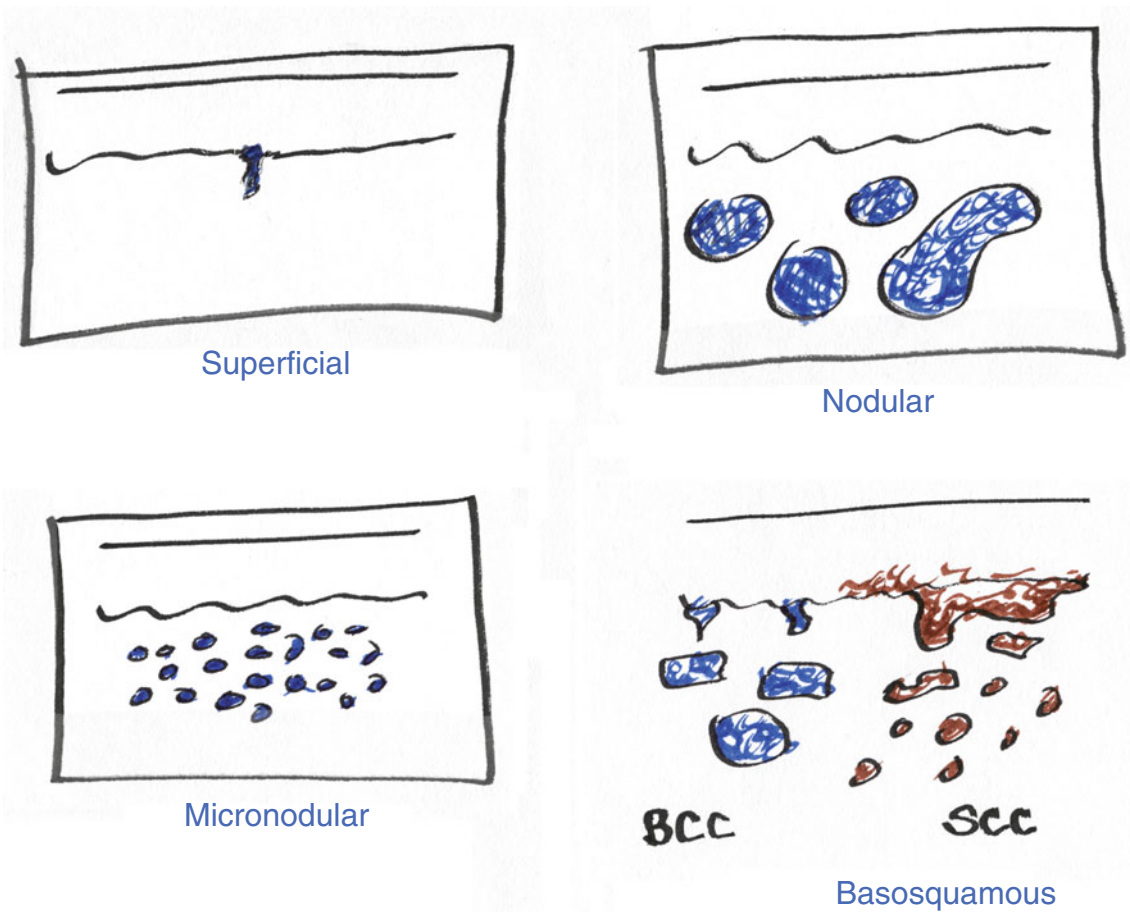 Superficial
Nodular
Micronodular
BCC
SCC
Basosquamous